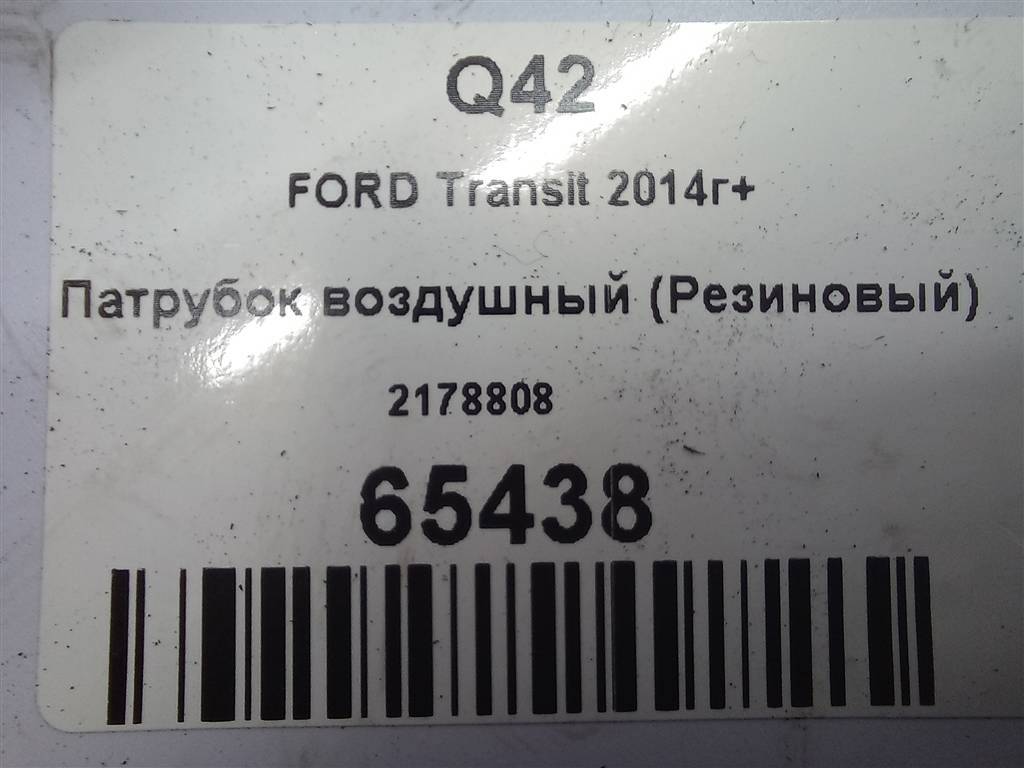 Q42
FORD Transit 2014г+
Патрубок воздушный (Резиновый)
2178808
65438